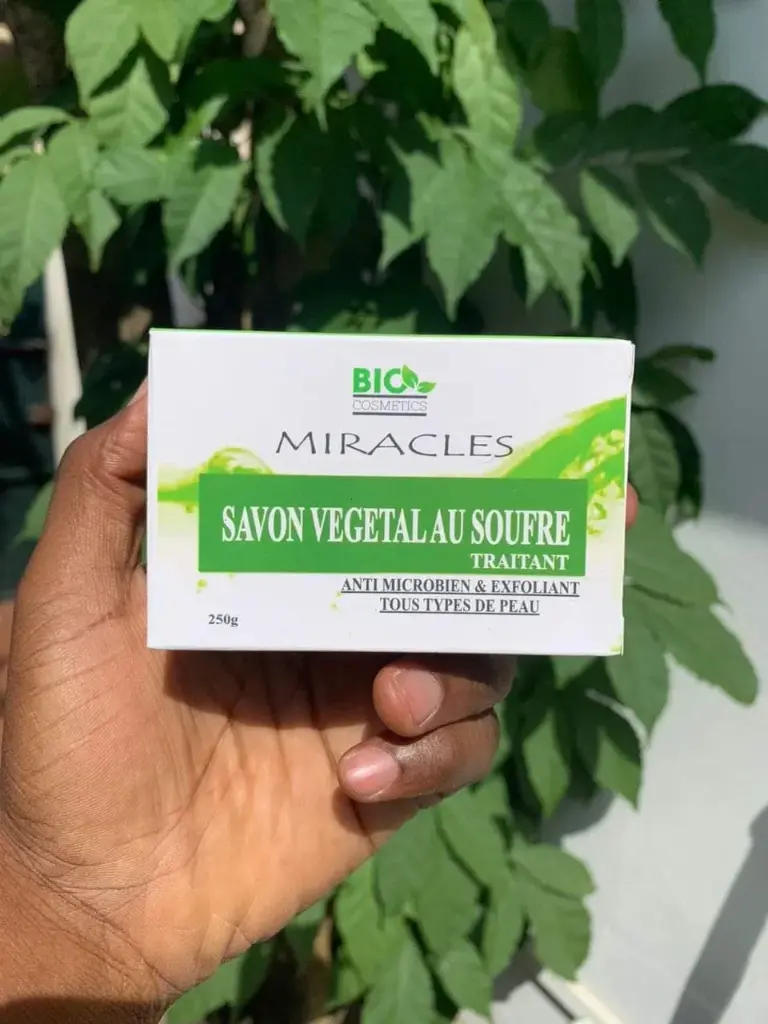 BIO
COSMETICS
MIRACLES
SAVON VEGETAL AU SOUFRE
TRAITANT
ANTI MICROBIEN & EXFOLIANT
TOUS TYPES DE PEAU
250g